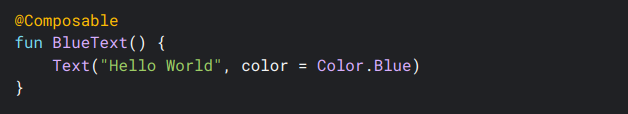 @Composable
fun BlueText() {
    Text("Hello World", color = Color.Blue)
}